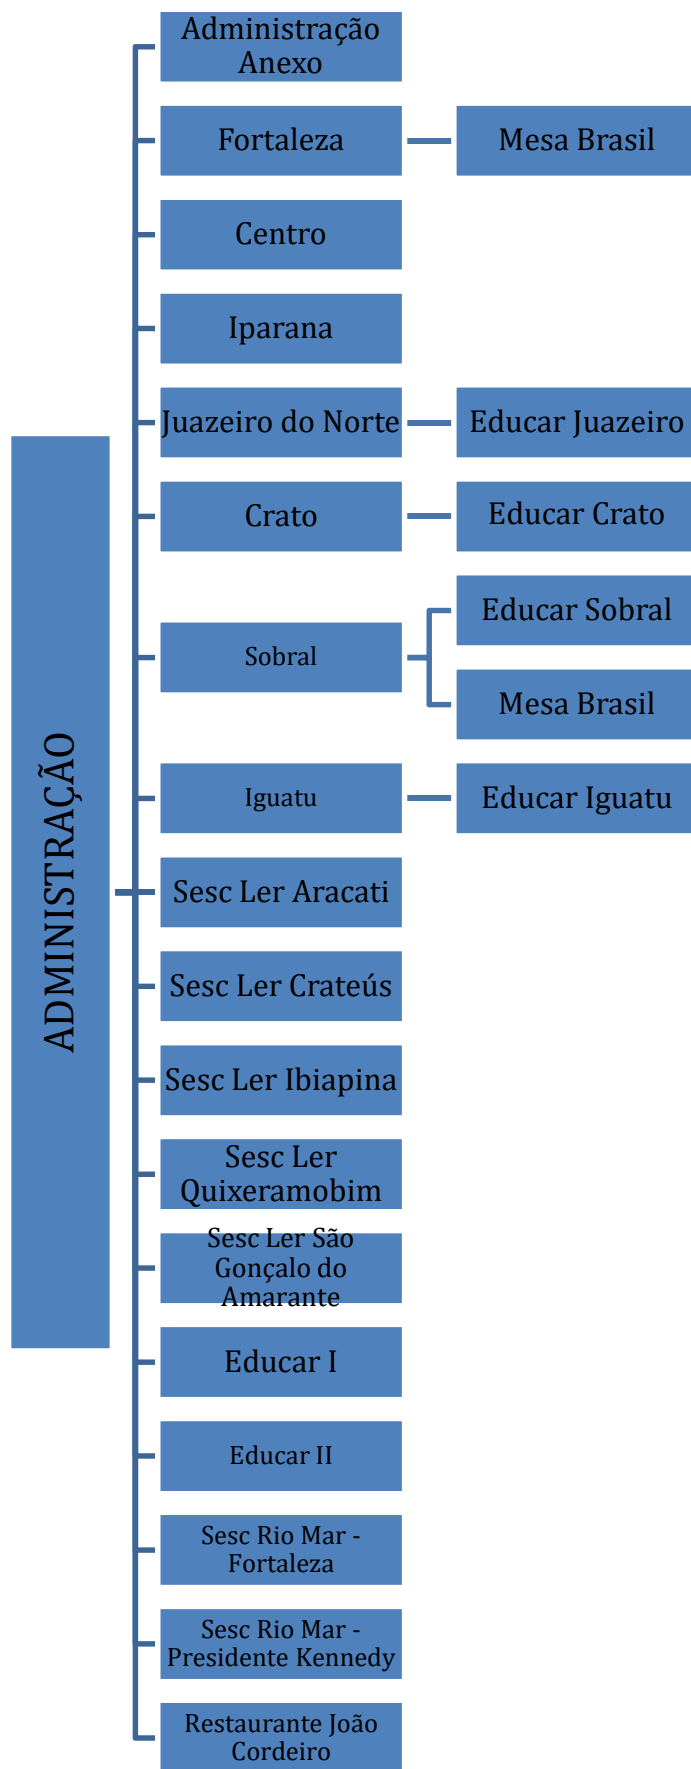 Administração
Anexo
Fortaleza
Mesa Brasil
Centro
Iparana
Juazeiro do Norte
Educar Juazeiro
Crato
Educar Crato
Sobral
Educar Sobral
Mesa Brasil
Iguatu
Educar Iguatu
ADMINISTRAÇÃO
Sesc Ler Aracati
Sesc Ler Crateús
Sesc Ler Ibiapina
Sesc Ler
Quixeramobim
Sesc Ler São
Gonçalo do
Amarante
Educar I
Educar II
Sesc Rio Mar -
Fortaleza
Sesc Rio Mar -
Presidente Kennedy
Restaurante João
Cordeiro